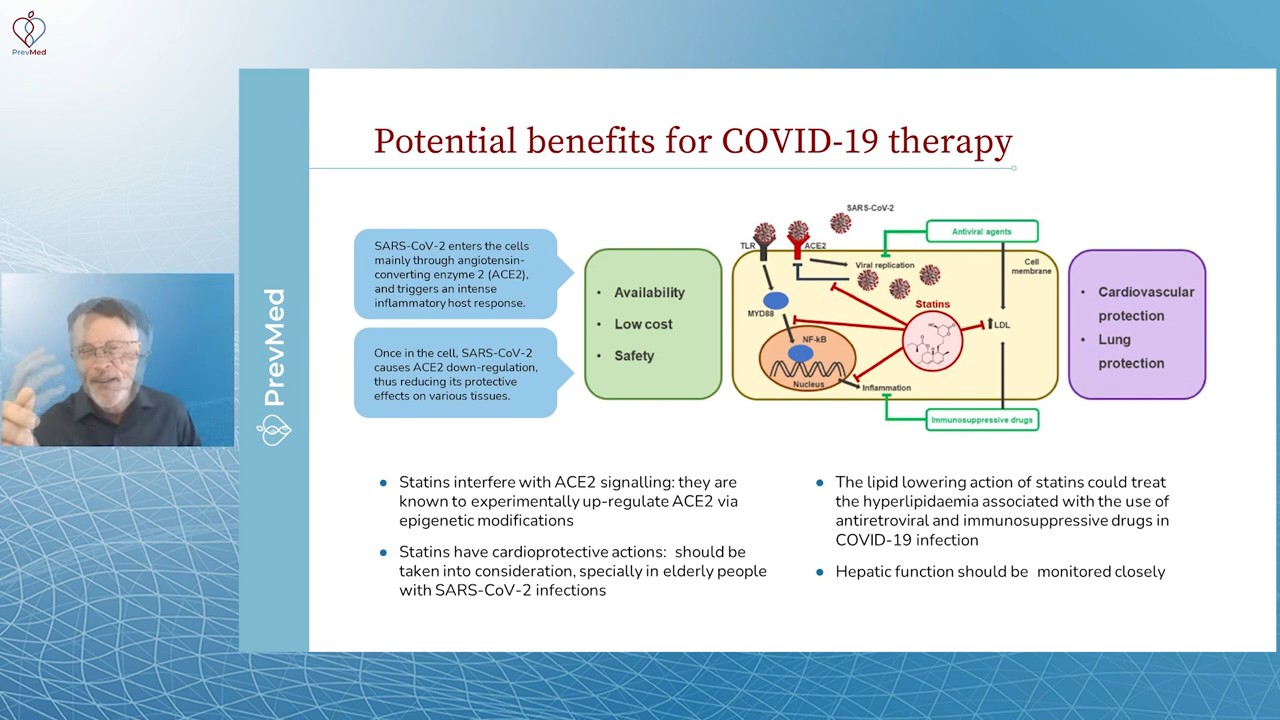 PrevMed
PrevMed
Potential benefits for COVID-19 therapy
SARS-CoV-2 enters the cells
mainly through angiotensin-
converting enzyme 2 (ACE2),
and triggers an intense
inflammatory host response.
Once in the cell, SARS-CoV-2
causes ACE2 down-regulation,
thus reducing its protective
effects on various tissues.
• Availability
• Low cost
• Safety
SARS-CoV-2
TLR
ACE2
Antiviral agents
Viral replication
Cell
membrane
Statins
MYD88
LDL
NF-kB
Nucleus
Inflammation
Immunosuppressive drugs
HO
O
O
O
H
• Cardiovascular
protection
• Lung
protection
• Statins interfere with ACE2 signalling: they are
known to experimentally up-regulate ACE2 via
epigenetic modifications
• Statins have cardioprotective actions:  should be
taken into consideration, specially in elderly people
with SARS-CoV-2 infections
• The lipid lowering action of statins could treat
the hyperlipidaemia associated with the use of
antiretroviral and immunosuppressive drugs in
COVID-19 infection
• Hepatic function should be  monitored closely